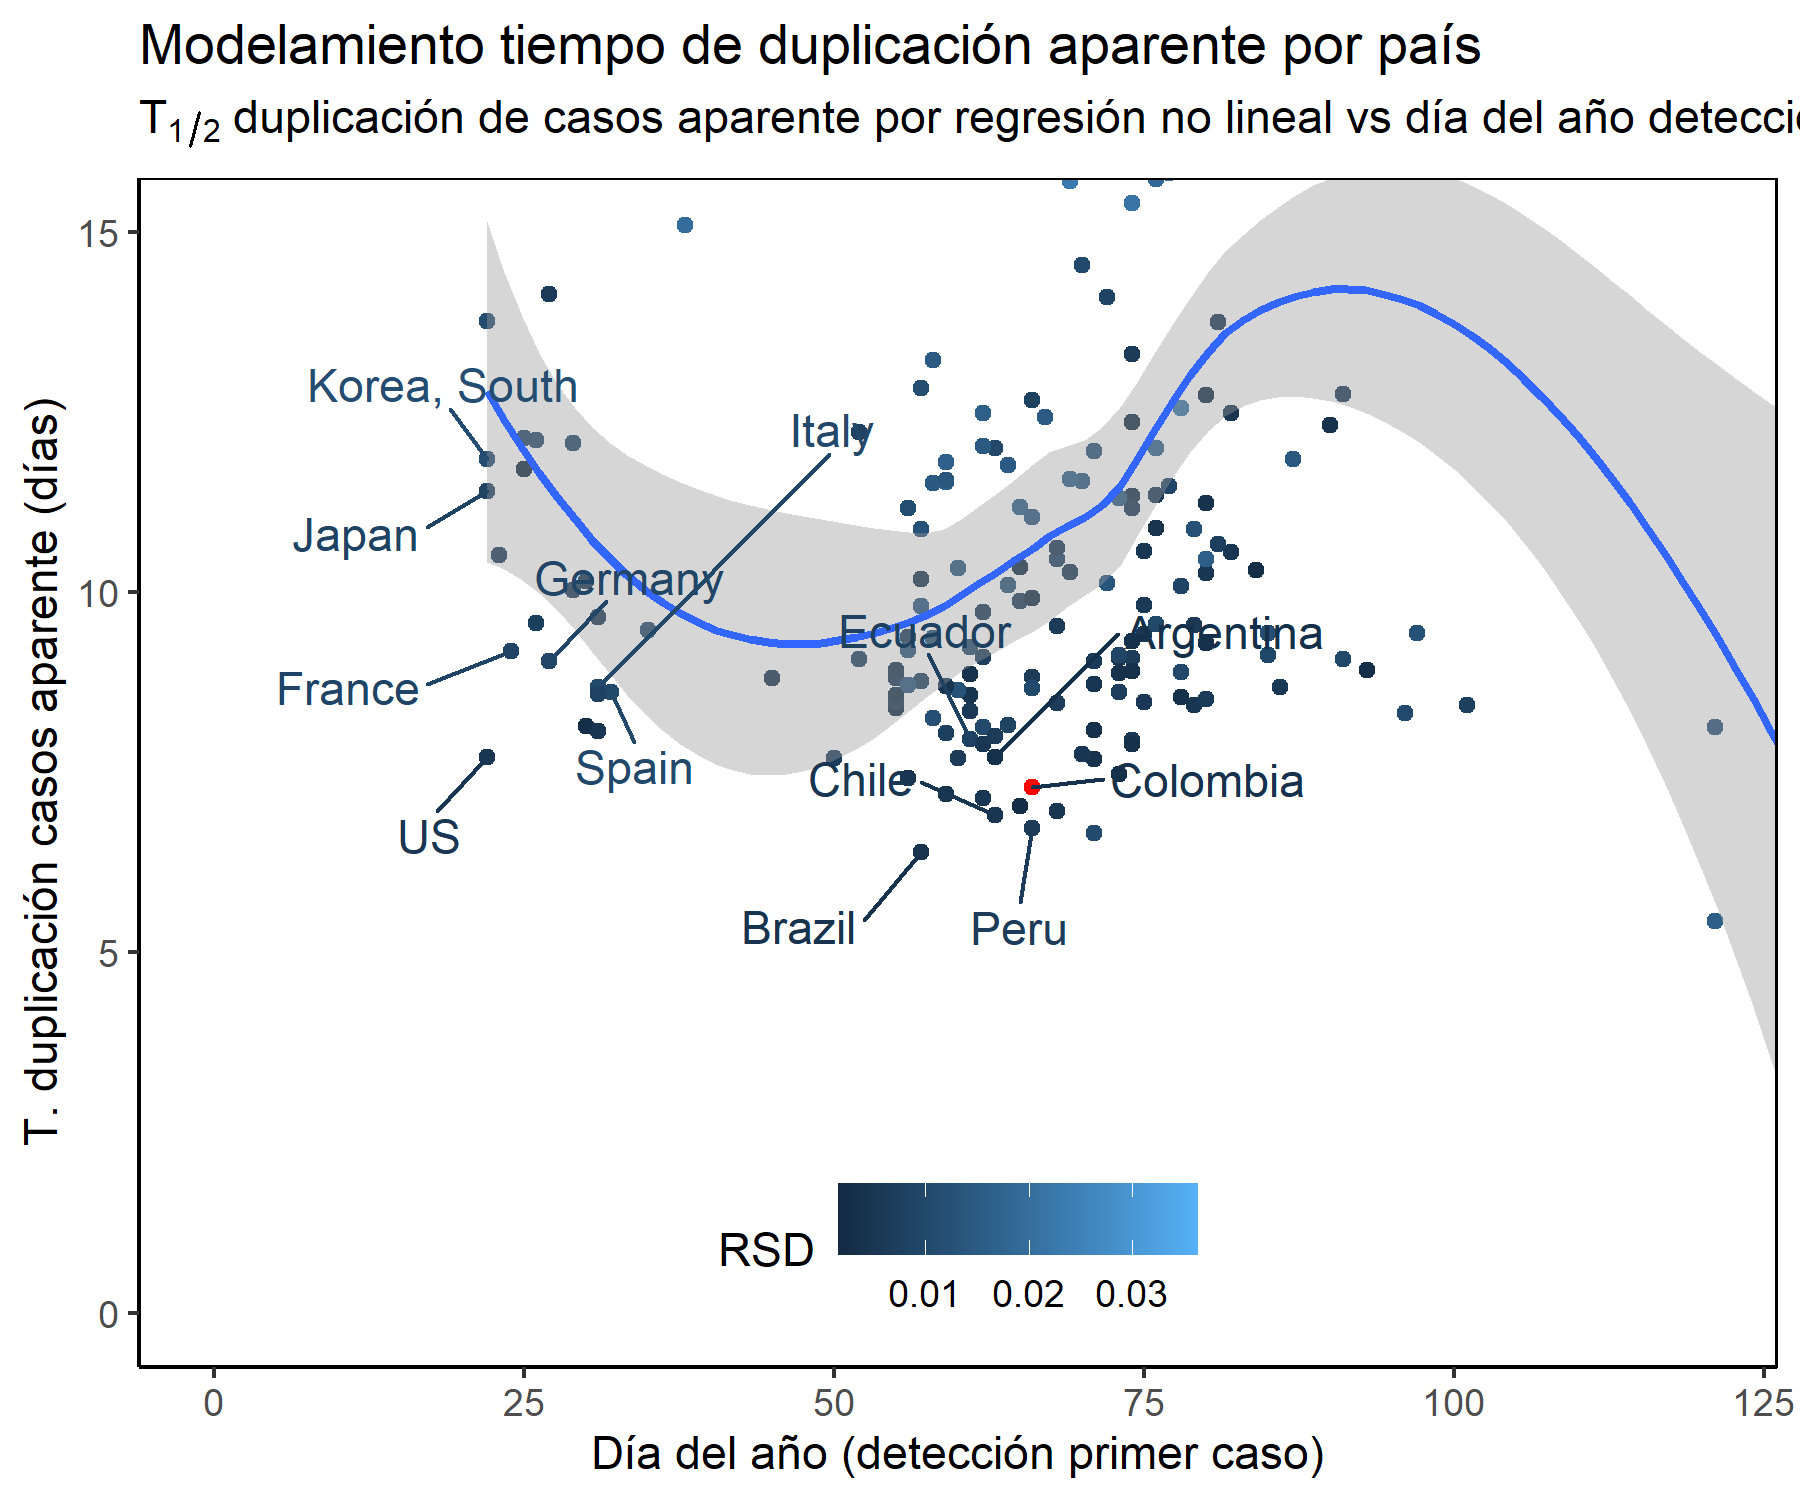 Modelamiento tiempo de duplicación aparente por país
T1/2 duplicación de casos aparente por regresión no lineal vs día del año detecci
T. duplicación casos aparente (días)
15
10
5
0
Korea, South
Italy
Japan
Germany
Ecuador
Argentina
France
Spain
Chile
Colombia
US
Brazil
Peru
RSD
0.01 0.02 0.03
0 25 50 75 100 125
Día del año (detección primer caso)